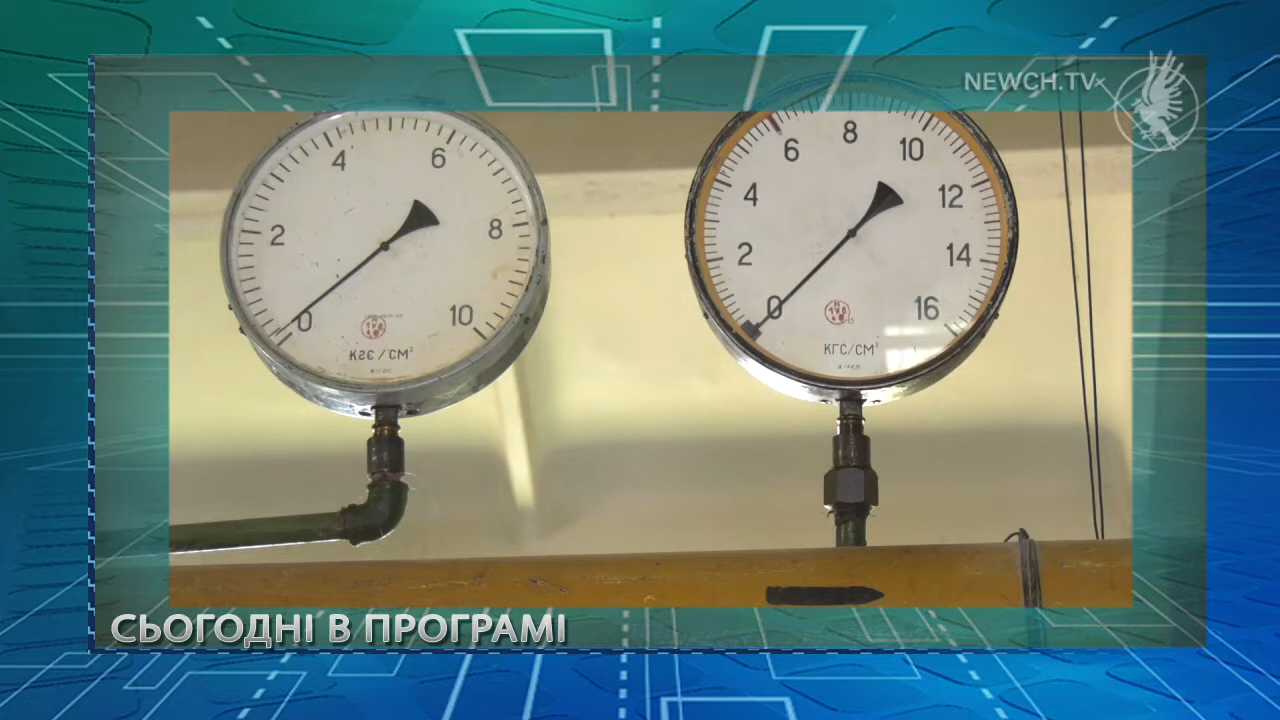 NEWCH.TV
4 6
2 8
0 10
КГС/СМ²
6 8 10
4 12
2 14
0 16
КГС/СМ²
СЬОГОДНІ В ПРОГРАМІ